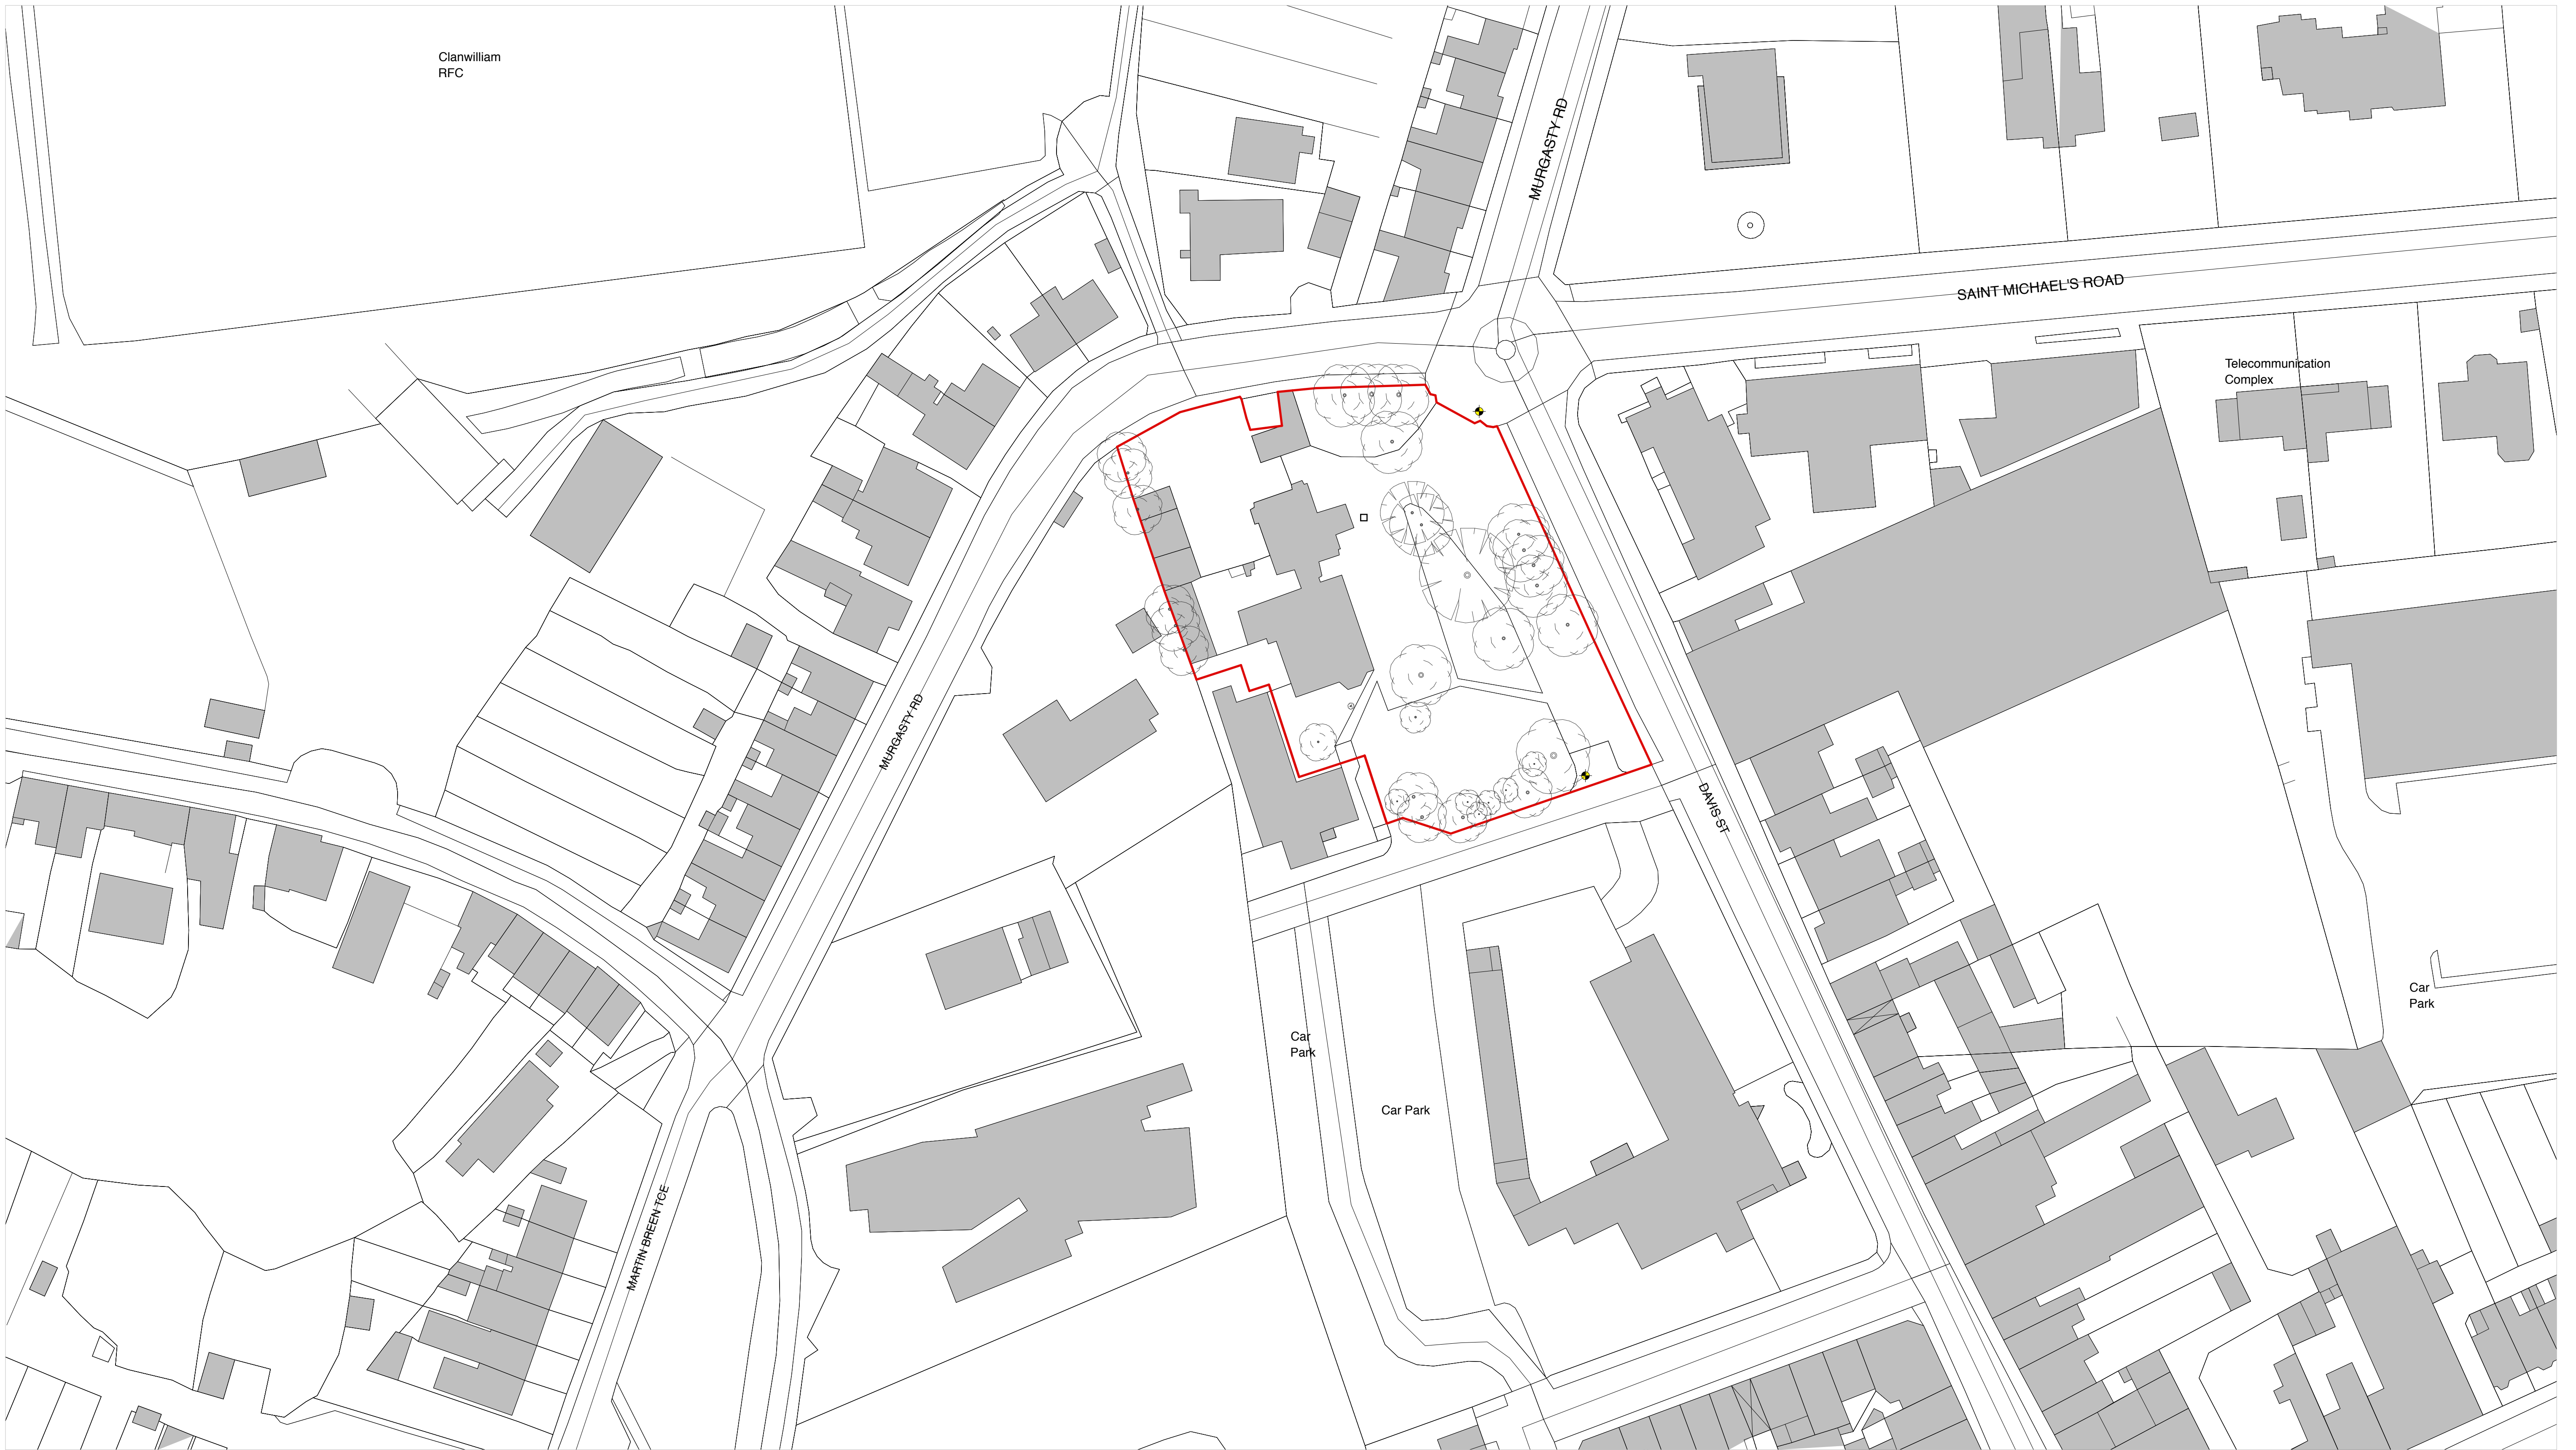 Clanwilliam
RFC
MURGASTY RD
SAINT MICHAEL'S ROAD
Telecommunication
Complex
MURGASTY RD
DAVIS ST
Car
Park
Car
Park
Car Park
MARTIN BREEN TCE